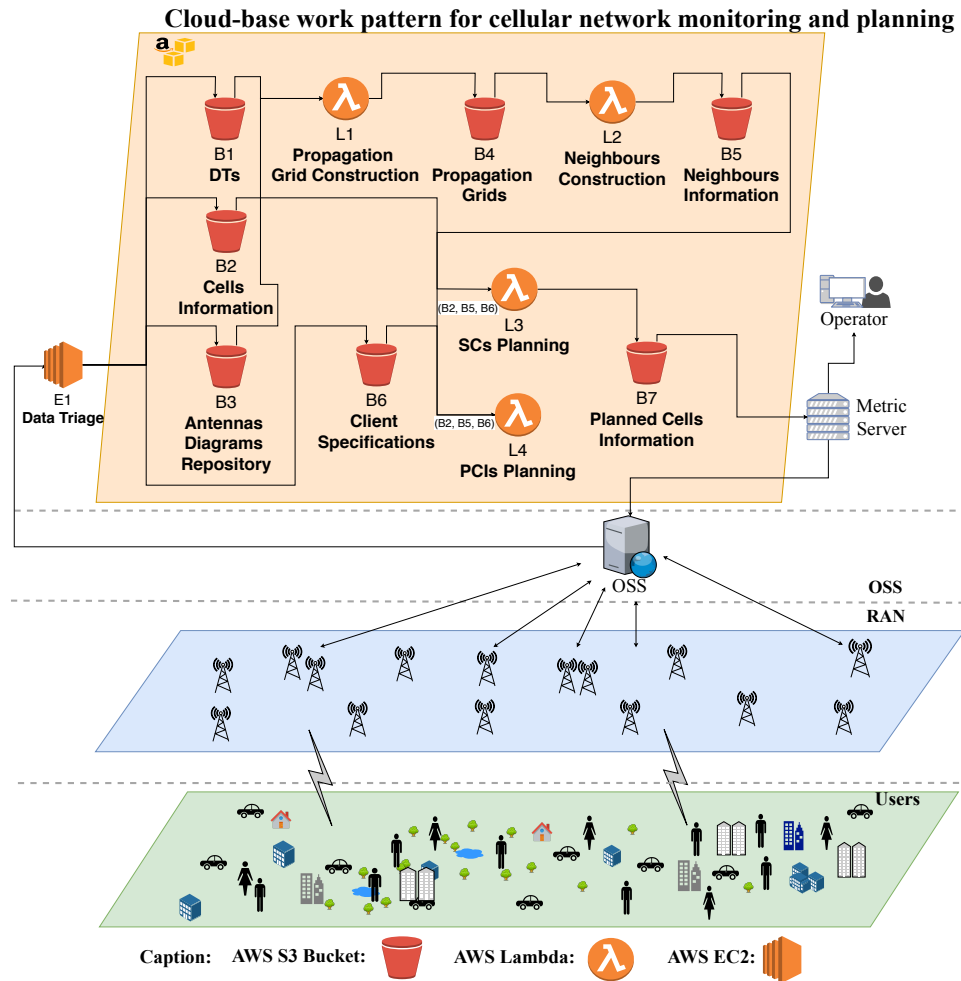 Cloud-base work pattern for cellular network monitoring and planning
a
B1
DTs
L1
Propagation
Grid Construction
B4
Propagation
Grids
L2
Neighbours
Construction
B5
Neighbours
Information
B2
Cells
Information
(B2, B5, B6)
L3
SCs Planning
Operator
E1
Data Triage
B3
Antennas
Diagrams
Repository
B6
Client
Specifications
(B2, B5, B6)
L4
PCIs Planning
B7
Planned Cells
Information
Metric
Server
OSS
OSS
RAN
Users
Caption: AWS S3 Bucket: AWS Lambda: AWS EC2: